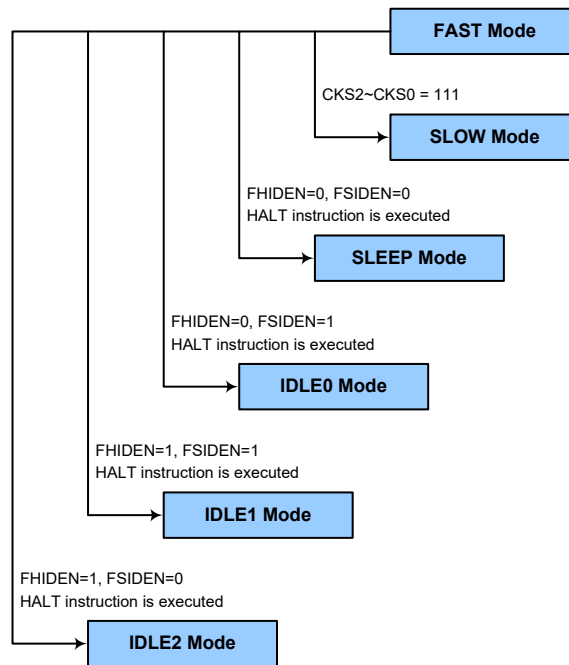 FAST Mode
CKS2~CKS0 = 111
SLOW Mode
FHIDEN=0, FSIDEN=0
HALT instruction is executed
SLEEP Mode
FHIDEN=0, FSIDEN=1
HALT instruction is executed
IDLE0 Mode
FHIDEN=1, FSIDEN=1
HALT instruction is executed
IDLE1 Mode
FHIDEN=1, FSIDEN=0
HALT instruction is executed
IDLE2 Mode